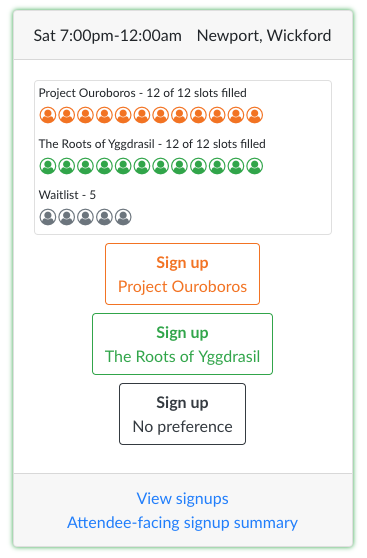 Sat 7:00pm-12:00am Newport, Wickford
Project Ouroboros - 12 of 12 slots filled
The Roots of Yggdrasil - 12 of 12 slots filled
Waitlist - 5
Sign up
Project Ouroboros
Sign up
The Roots of Yggdrasil
Sign up
No preference
View signups
Attendee-facing signup summary